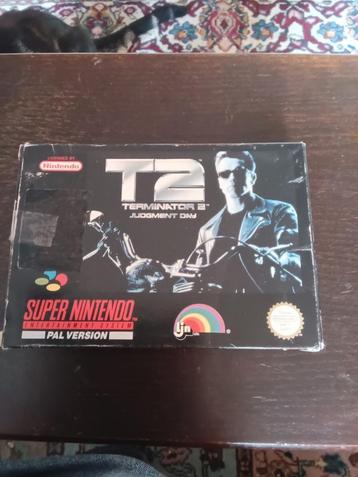 LICENSED BY
Nintendo
T2
TERMINATOR 2
JUDGMENT DAY
SUPER NINTENDO
ENTERTAINMENT SYSTEM
PAL VERSION
ljn